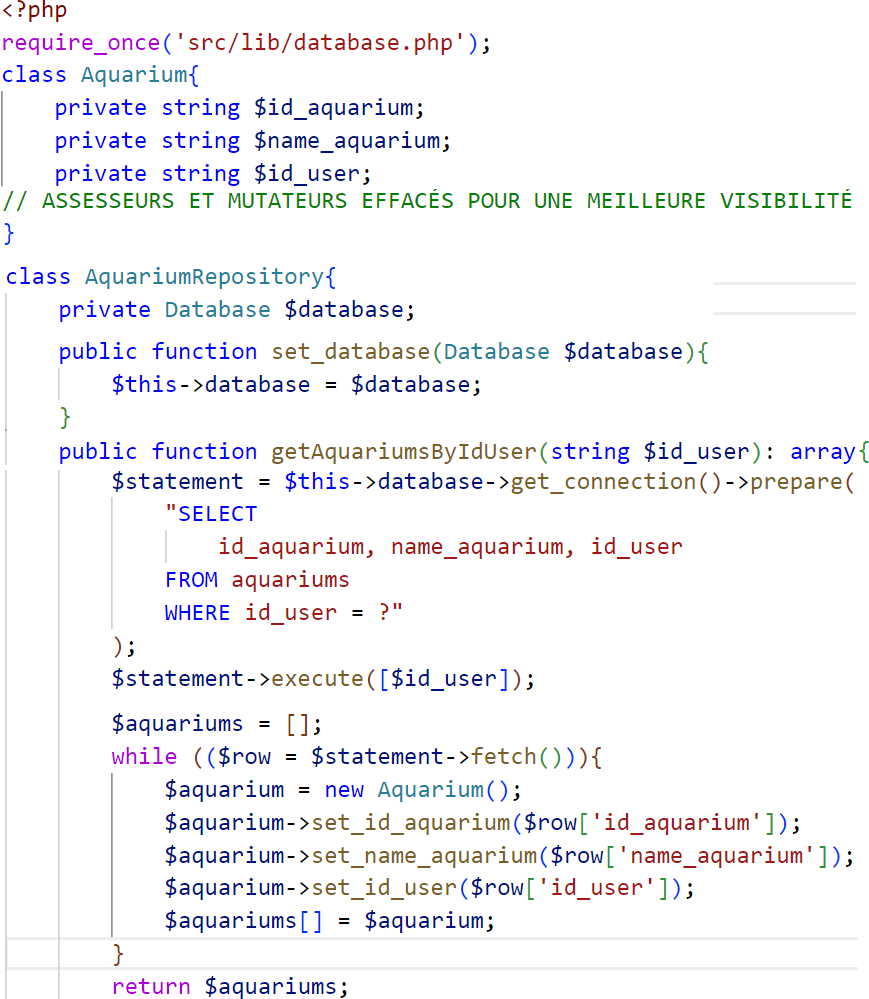 <?php
require_once('src/lib/database.php');
class Aquarium{
    private string $id_aquarium;
    private string $name_aquarium;
    private string $id_user;
// ASSESSEURS ET MUTATEURS EFFACÉS POUR UNE MEILLEURE VISIBILITÉ
}
class AquariumRepository{
    private Database $database;
    public function set_database(Database $database){
        $this->database = $database;
    }
    public function getAquariumsByIdUser(string $id_user): array{
        $statement = $this->database->get_connection()->prepare(
            "SELECT
                id_aquarium, name_aquarium, id_user
            FROM aquariums
            WHERE id_user = ?"
        );
        $statement->execute([$id_user]);
        $aquariums = [];
        while (($row = $statement->fetch())){
            $aquarium = new Aquarium();
            $aquarium->set_id_aquarium($row['id_aquarium']);
            $aquarium->set_name_aquarium($row['name_aquarium']);
            $aquarium->set_id_user($row['id_user']);
            $aquariums[] = $aquarium;
        }
        return $aquariums;